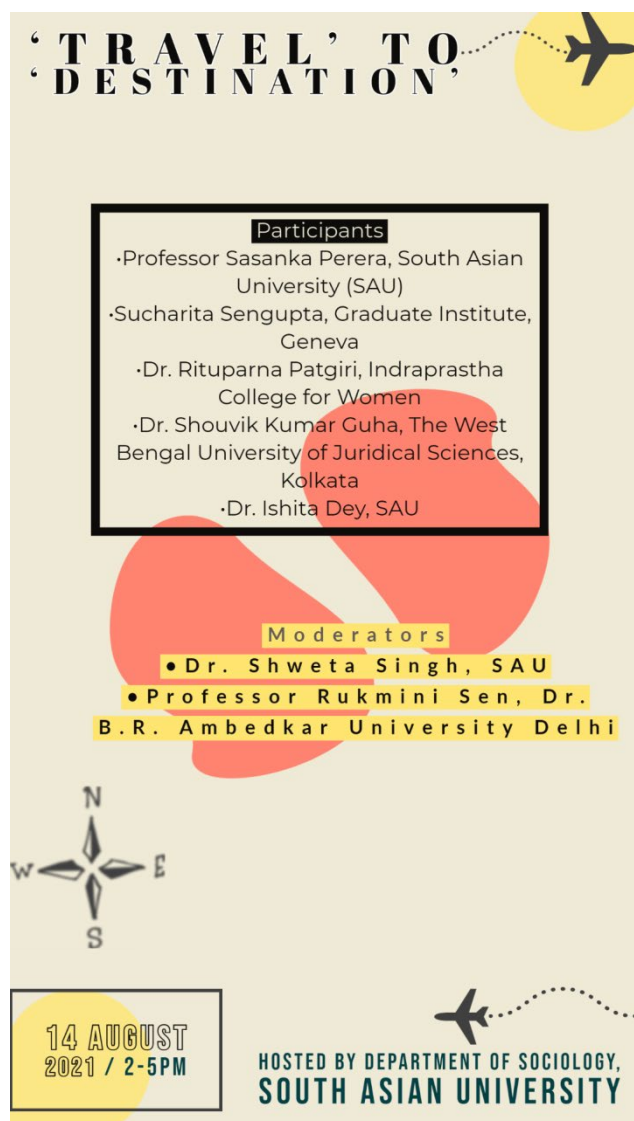 ‘TRAVEL’ TO
‘DESTINATION’
Participants
•Professor Sasanka Perera, South Asian
University (SAU)
•Sucharita Sengupta, Graduate Institute,
Geneva
•Dr. Rituparna Patgiri, Indraprastha
College for Women
•Dr. Shouvik Kumar Guha, The West
Bengal University of Juridical Sciences,
Kolkata
•Dr. Ishita Dey, SAU
Moderators
•Dr. Shweta Singh, SAU
•Professor Rukmini Sen, Dr.
B.R. Ambedkar University Delhi
N
W E
S
14 AUGUST
2021 / 2-5PM
HOSTED BY DEPARTMENT OF SOCIOLOGY,
SOUTH ASIAN UNIVERSITY